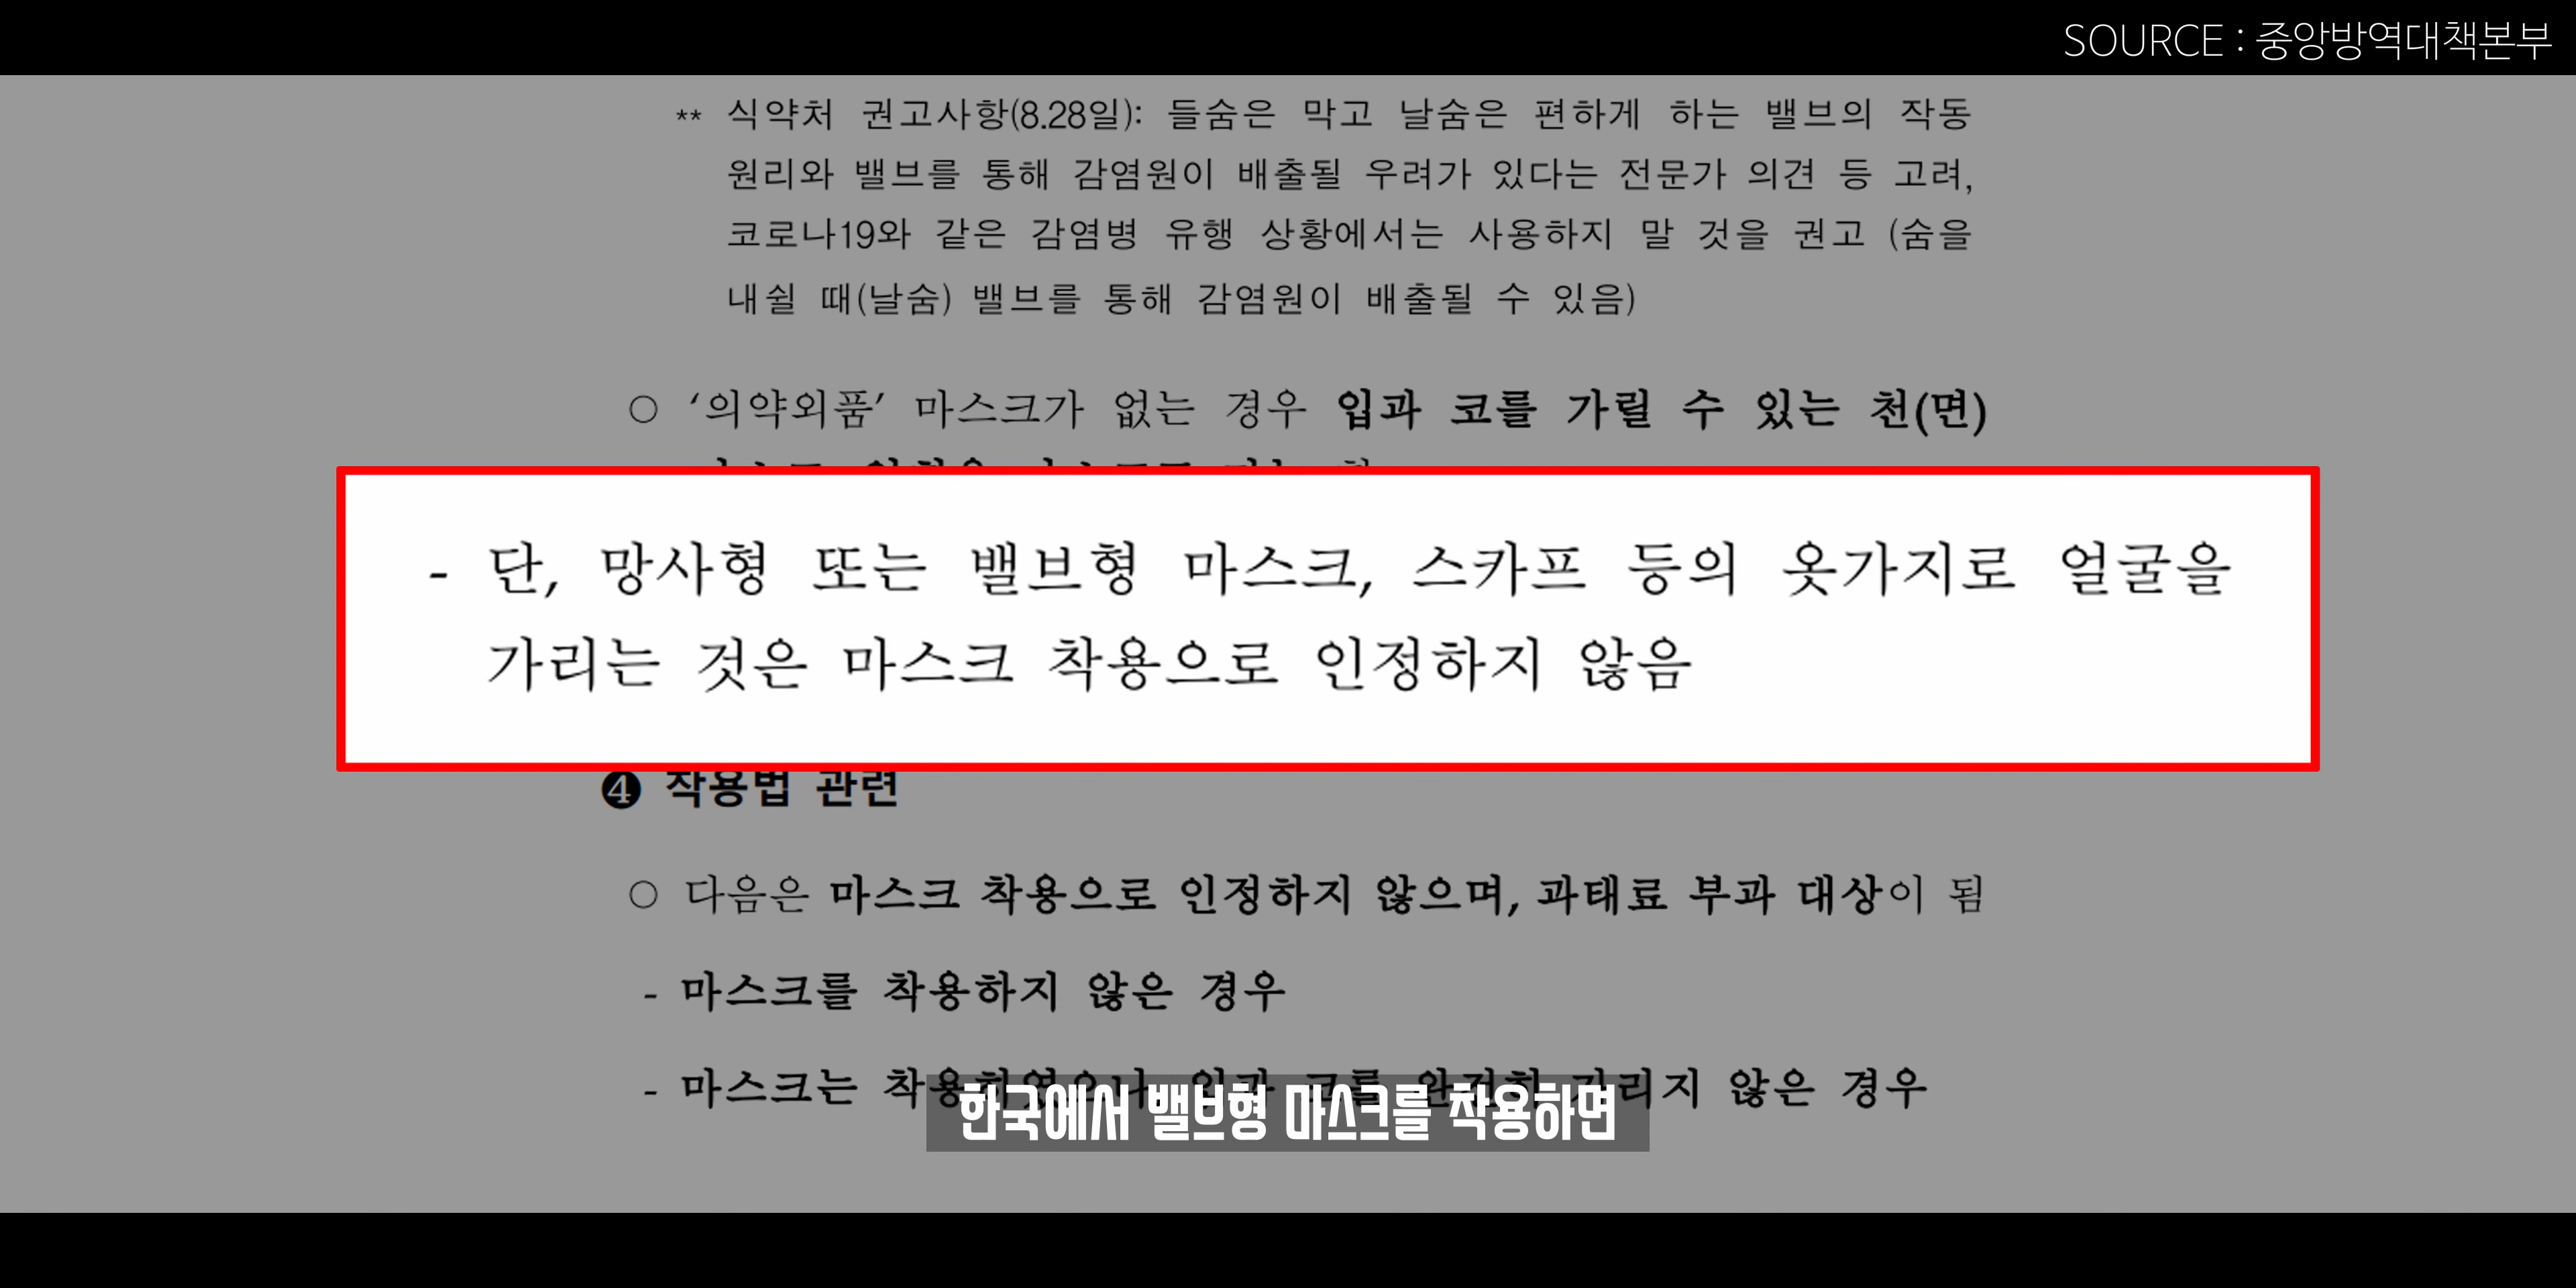 SOURCE : 중앙방역대책본부
** 식약처 권고사항(8.28일): 들숨은 막고 날숨은 편하게 하는 밸브의 작동
원리와 밸브를 통해 감염원이 배출될 우려가 있다는 전문가 의견 등 고려,
코로나19와 같은 감염병 유행 상황에서는 사용하지 말 것을 권고 (숨을
내쉴 때(날숨) 밸브를 통해 감염원이 배출될 수 있음)
○ ‘의약외품’ 마스크가 없는 경우 입과 코를 가릴 수 있는 천(면)
- 단, 망사형 또는 밸브형 마스크, 스카프 등의 옷가지로 얼굴을
가리는 것은 마스크 착용으로 인정하지 않음
❹ 착용법 관련
○ 다음은 마스크 착용으로 인정하지 않으며, 과태료 부과 대상이 됨
- 마스크를 착용하지 않은 경우
- 마스크는 착용하였으나 입과 코를 완전히 가리지 않은 경우
한국에서 밸브형 마스크를 착용하면